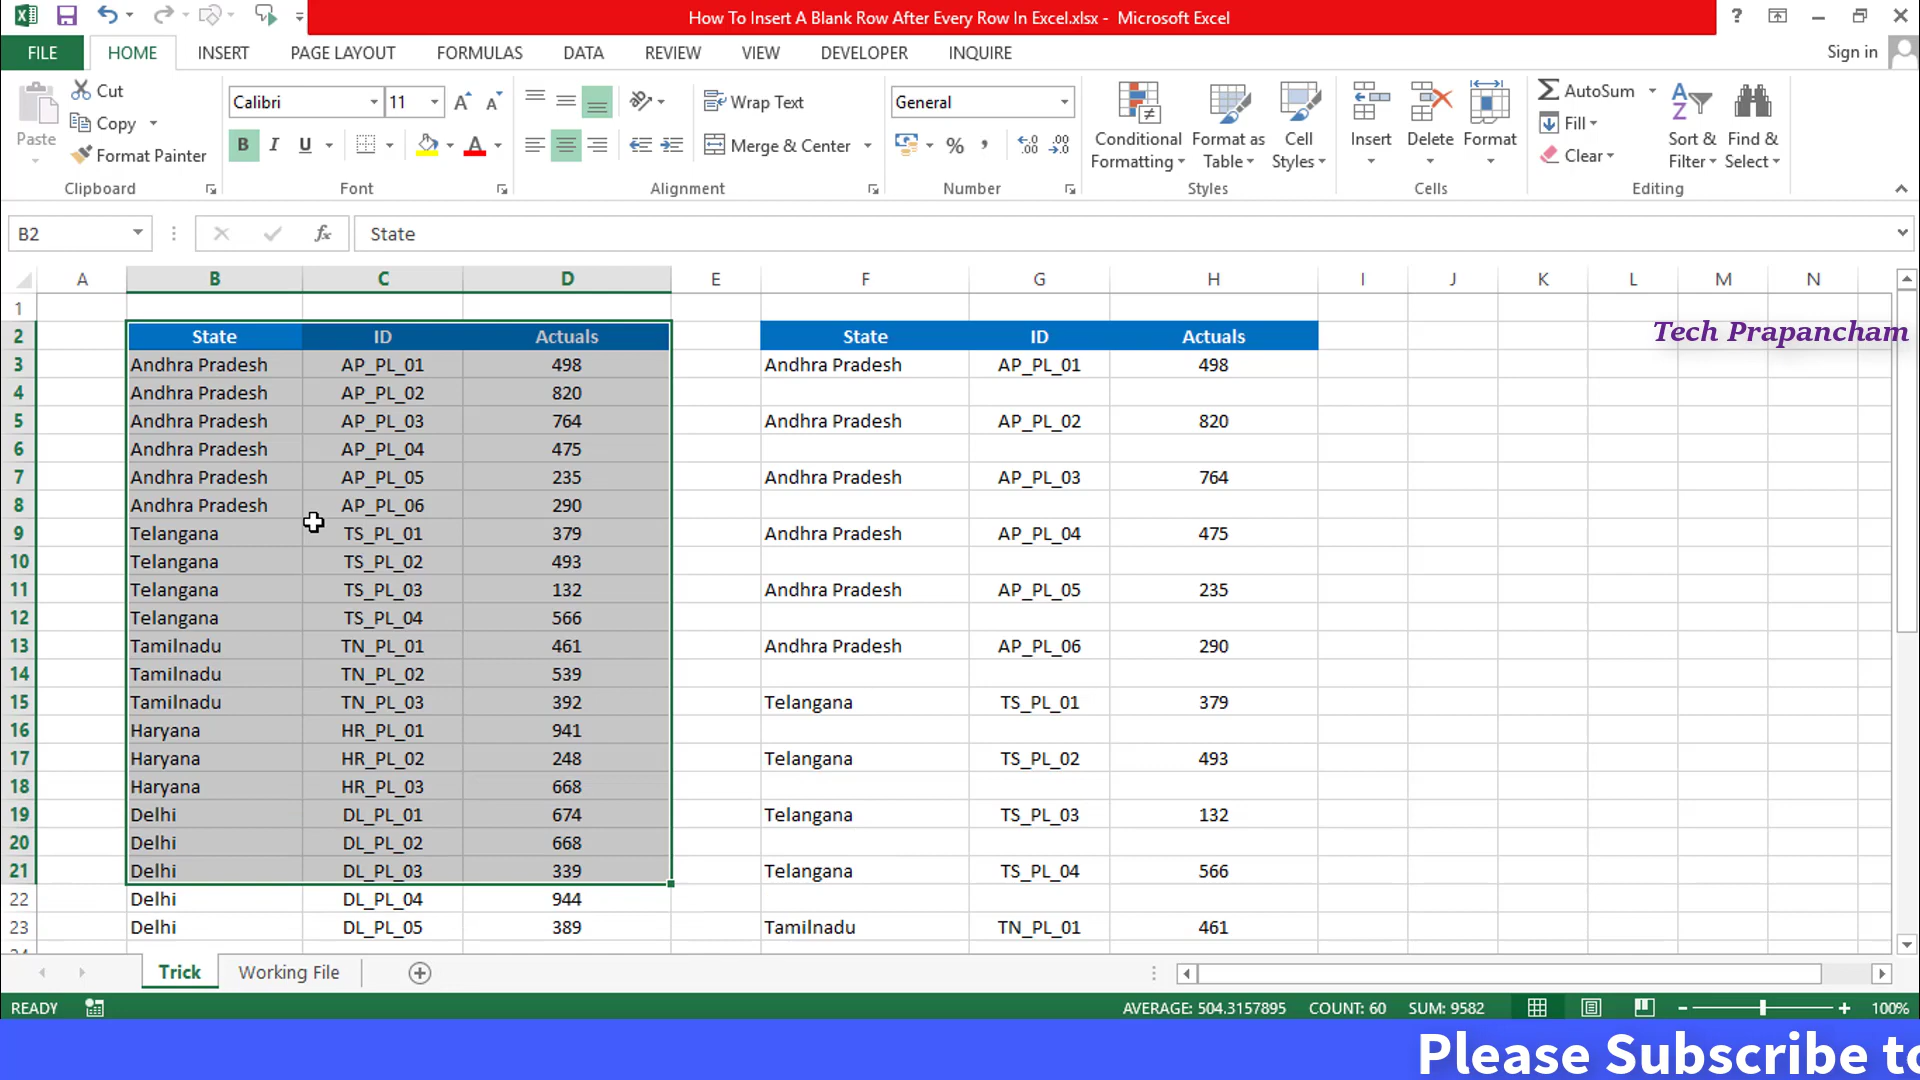 How To Insert A Blank Row After Every Row In Excel.xlsx - Microsoft Excel
?
FILE HOME INSERT PAGE LAYOUT FORMULAS DATA REVIEW VIEW DEVELOPER INQUIRE Sign in
Paste Cut Copy Format Painter Clipboard
Calibri 11 A A B I U A Font
Wrap Text Merge & Center Alignment
General % , .0 .00 Number
Conditional Formatting Format as Table Cell Styles Styles
Insert Delete Format Cells
AutoSum Fill Clear Sort & Filter Find & Select Editing
B2 fx State
A B C D E F G H I J K L M N
1
2 State ID Actuals State ID Actuals Tech Prapancham
3 Andhra Pradesh AP_PL_01 498 Andhra Pradesh AP_PL_01 498
4 Andhra Pradesh AP_PL_02 820
5 Andhra Pradesh AP_PL_03 764 Andhra Pradesh AP_PL_02 820
6 Andhra Pradesh AP_PL_04 475
7 Andhra Pradesh AP_PL_05 235 Andhra Pradesh AP_PL_03 764
8 Andhra Pradesh AP_PL_06 290
9 Telangana TS_PL_01 379 Andhra Pradesh AP_PL_04 475
10 Telangana TS_PL_02 493
11 Telangana TS_PL_03 132 Andhra Pradesh AP_PL_05 235
12 Telangana TS_PL_04 566
13 Tamilnadu TN_PL_01 461 Andhra Pradesh AP_PL_06 290
14 Tamilnadu TN_PL_02 539
15 Tamilnadu TN_PL_03 392 Telangana TS_PL_01 379
16 Haryana HR_PL_01 941
17 Haryana HR_PL_02 248 Telangana TS_PL_02 493
18 Haryana HR_PL_03 668
19 Delhi DL_PL_01 674 Telangana TS_PL_03 132
20 Delhi DL_PL_02 668
21 Delhi DL_PL_03 339 Telangana TS_PL_04 566
22 Delhi DL_PL_04 944
23 Delhi DL_PL_05 389 Tamilnadu TN_PL_01 461
Trick Working File
READY AVERAGE: 504.3157895 COUNT: 60 SUM: 9582 100%
Please Subscribe to